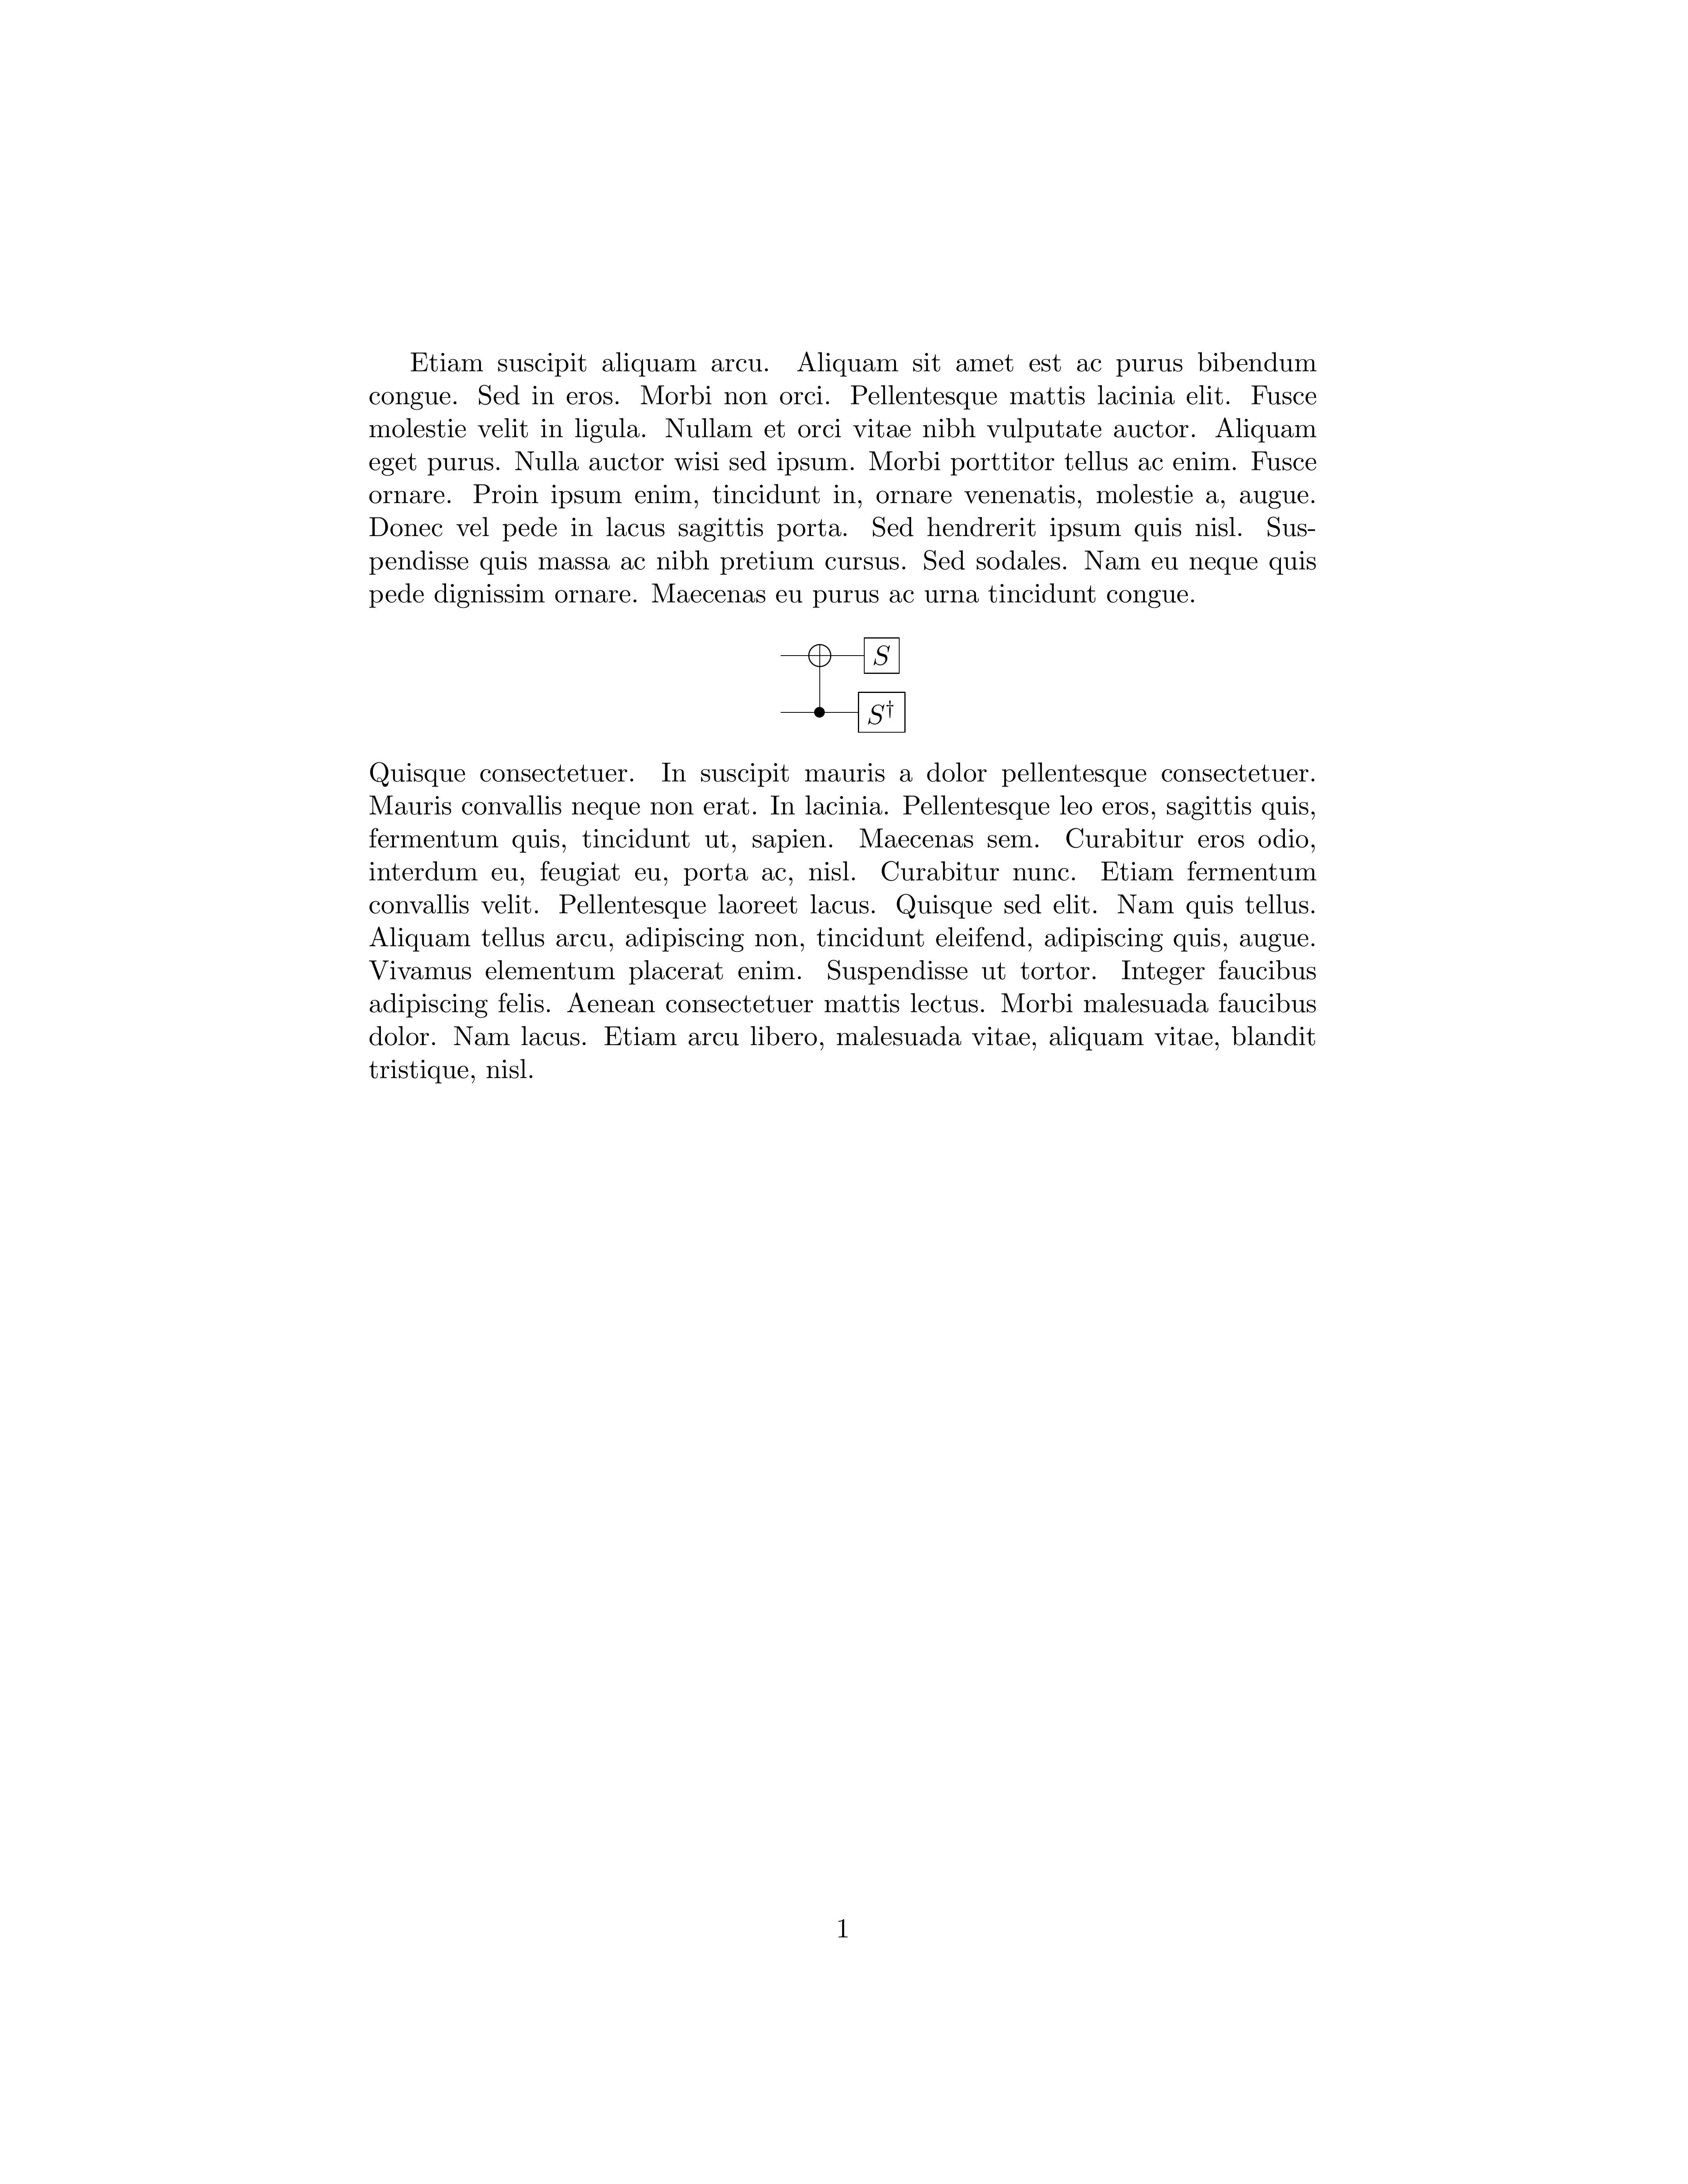 Etiam suscipit aliquam arcu. Aliquam sit amet est ac purus bibendum
congue. Sed in eros. Morbi non orci. Pellentesque mattis lacinia elit. Fusce
molestie velit in ligula. Nullam et orci vitae nibh vulputate auctor. Aliquam
eget purus. Nulla auctor wisi sed ipsum. Morbi porttitor tellus ac enim. Fusce
ornare. Proin ipsum enim, tincidunt in, ornare venenatis, molestie a, augue.
Donec vel pede in lacus sagittis porta. Sed hendrerit ipsum quis nisl. Sus-
pendisse quis massa ac nibh pretium cursus. Sed sodales. Nam eu neque quis
pede dignissim ornare. Maecenas eu purus ac urna tincidunt congue.
S
S†
Quisque consectetuer. In suscipit mauris a dolor pellentesque consectetuer.
Mauris convallis neque non erat. In lacinia. Pellentesque leo eros, sagittis quis,
fermentum quis, tincidunt ut, sapien. Maecenas sem. Curabitur eros odio,
interdum eu, feugiat eu, porta ac, nisl. Curabitur nunc. Etiam fermentum
convallis velit. Pellentesque laoreet lacus. Quisque sed elit. Nam quis tellus.
Aliquam tellus arcu, adipiscing non, tincidunt eleifend, adipiscing quis, augue.
Vivamus elementum placerat enim. Suspendisse ut tortor. Integer faucibus
adipiscing felis. Aenean consectetuer mattis lectus. Morbi malesuada faucibus
dolor. Nam lacus. Etiam arcu libero, malesuada vitae, aliquam vitae, blandit
tristique, nisl.
1